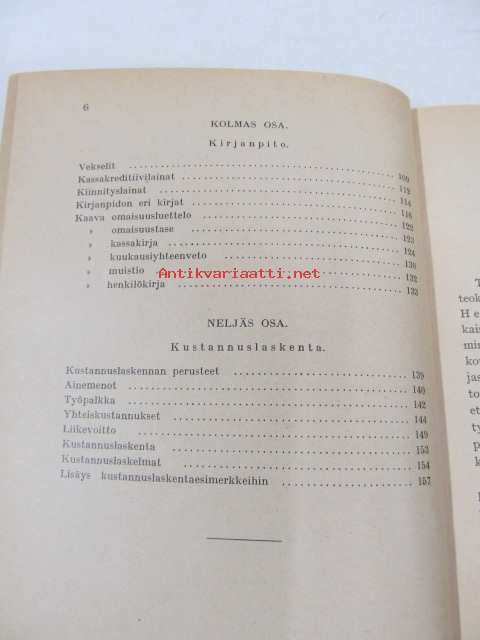 6
KOLMAS OSA.
Kirjanpito.
Vekselit 109
Kassakreditiivilainat 112
Kiinnityslainat 114
Kirjanpidon eri kirjat 116
Kaava omaisuusluettelo 122
„ omaisuustase 123
„ kassakirja 124
„ kuukausiyhteenveto 130
„ muistio 132
„ henkilökirja 133
Antikvariaatti.net
NELJÄS OSA.
Kustannuslaskenta.
Kustannuslaskennan perusteet 139
Ainemenot 140
Työpalkka 142
Yhteiskustannukset 144
Liikevoitto 149
Kustannuslaskenta 153
Kustannuslaskelmat 154
Lisäys kustannuslaskentaesimerkkeihin 157